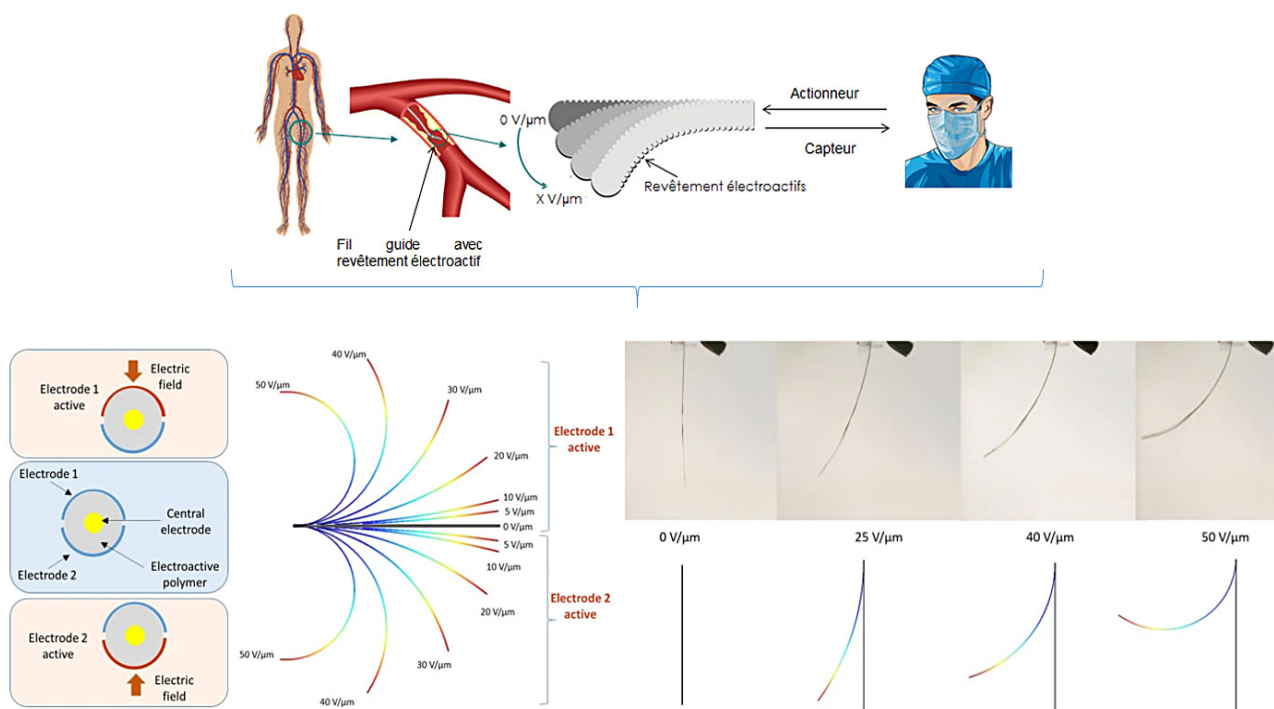 0 V/µm
X V/µm
Revêtement électroactifs
Actionneur
Capteur
Fil guide avec
revêtement électroactif
Electrode 1
active
Electric
field
Electrode 1
Central
electrode
Electroactive
polymer
Electrode 2
Electrode 2
active
Electric
field
40 V/µm
50 V/µm
30 V/µm
20 V/µm
10 V/µm
5 V/µm
0 V/µm
5 V/µm
10 V/µm
20 V/µm
30 V/µm
50 V/µm
40 V/µm
Electrode 1
active
Electrode 2
active
0 V/µm
25 V/µm
40 V/µm
50 V/µm